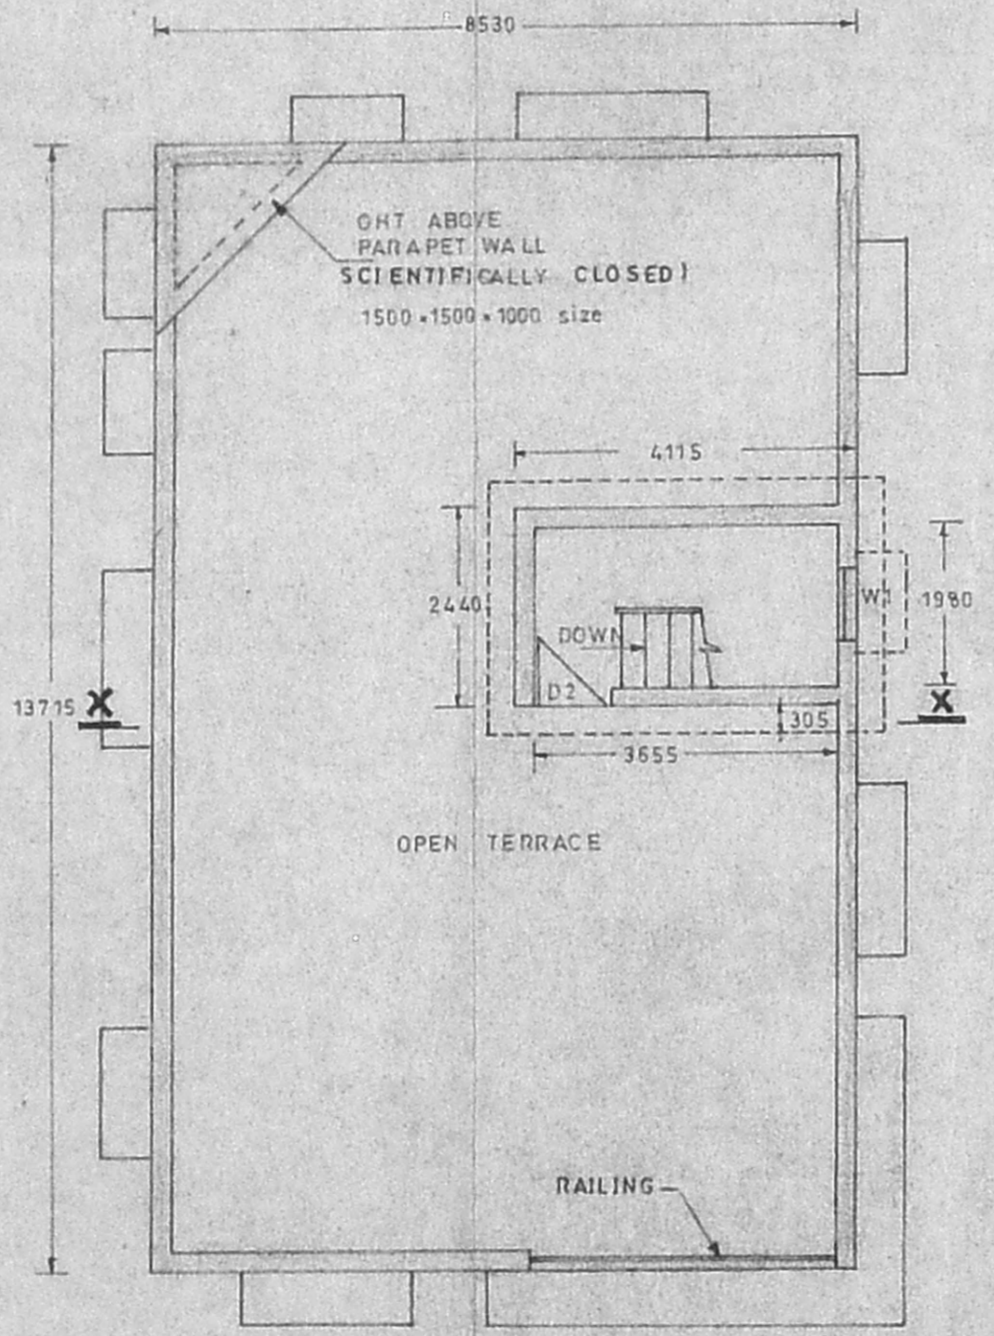 8530
OHT ABOVE
PARAPET WALL
SCIENTIFICALLY CLOSED)
1500×1500×1000 size
4115
2440
DOWN
W1
1980
D2
13715
X
X
305
3655
OPEN TERRACE
RAILING